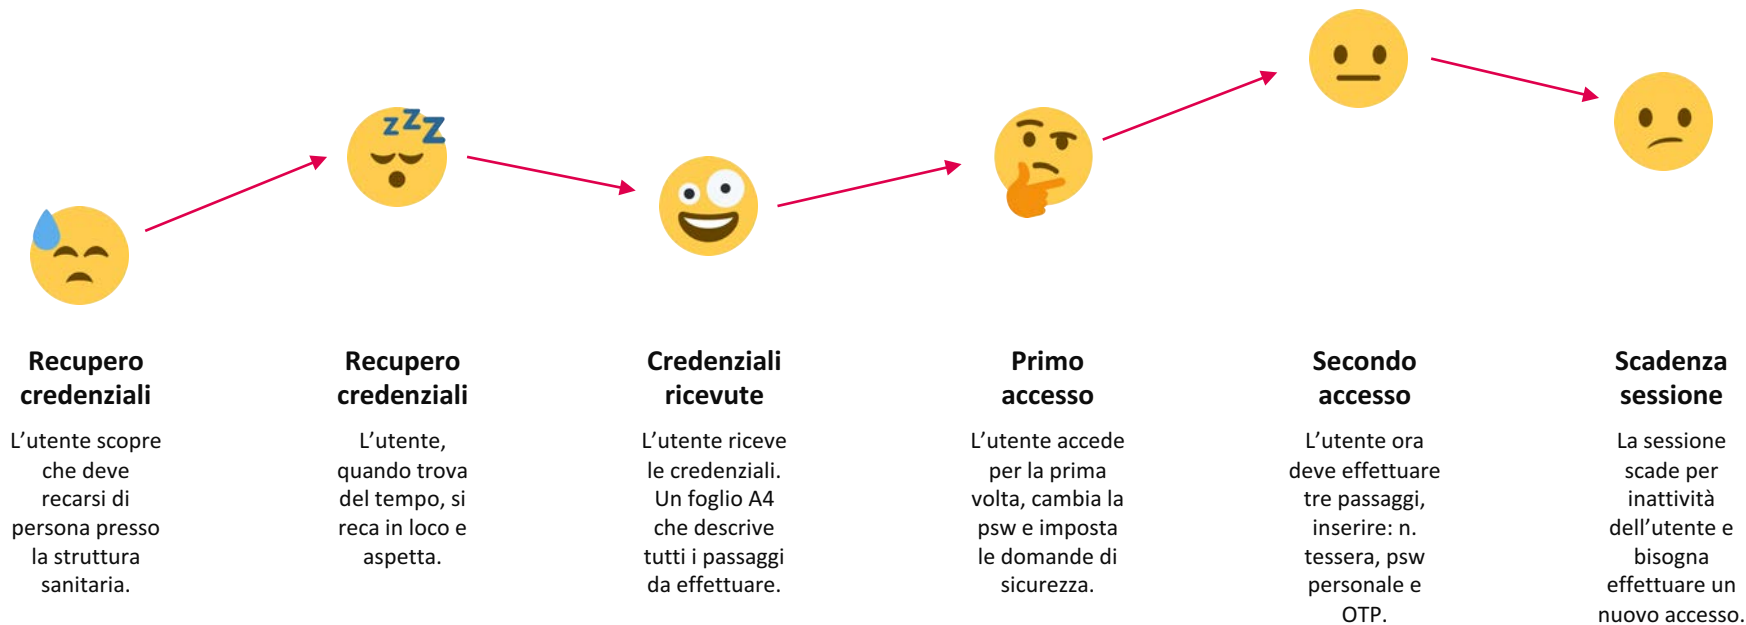 zzz
Recupero
credenziali
L’utente scopre
che deve
recarsi di
persona presso
la struttura
sanitaria.
Recupero
credenziali
L’utente,
quando trova
del tempo, si
reca in loco e
aspetta.
Credenziali
ricevute
L’utente riceve
le credenziali.
Un foglio A4
che descrive
tutti i passaggi
da effettuare.
Primo
accesso
L’utente accede
per la prima
volta, cambia la
psw e imposta
le domande di
sicurezza.
Secondo
accesso
L’utente ora
deve effettuare
tre passaggi,
inserire: n.
tessera, psw
personale e
OTP.
Scadenza
sessione
La sessione
scade per
inattività
dell’utente e
bisogna
effettuare un
nuovo accesso.